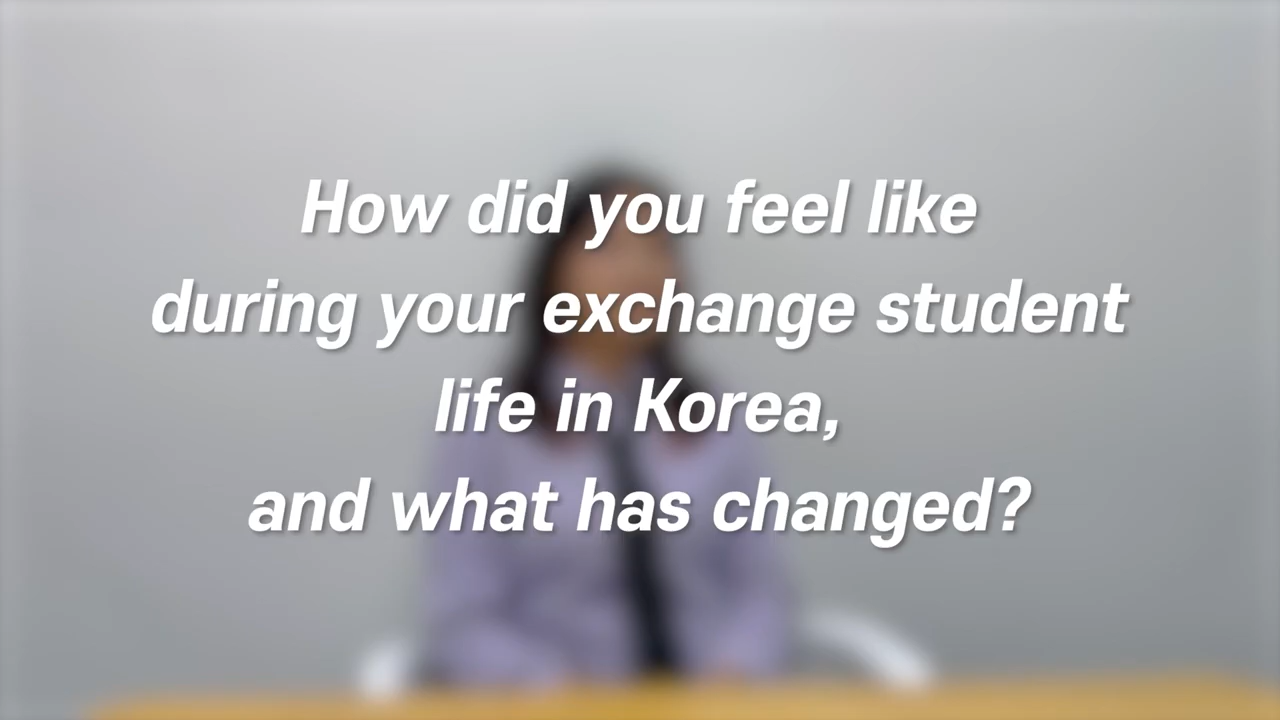 How did you feel like
during your exchange student
life in Korea,
and what has changed?